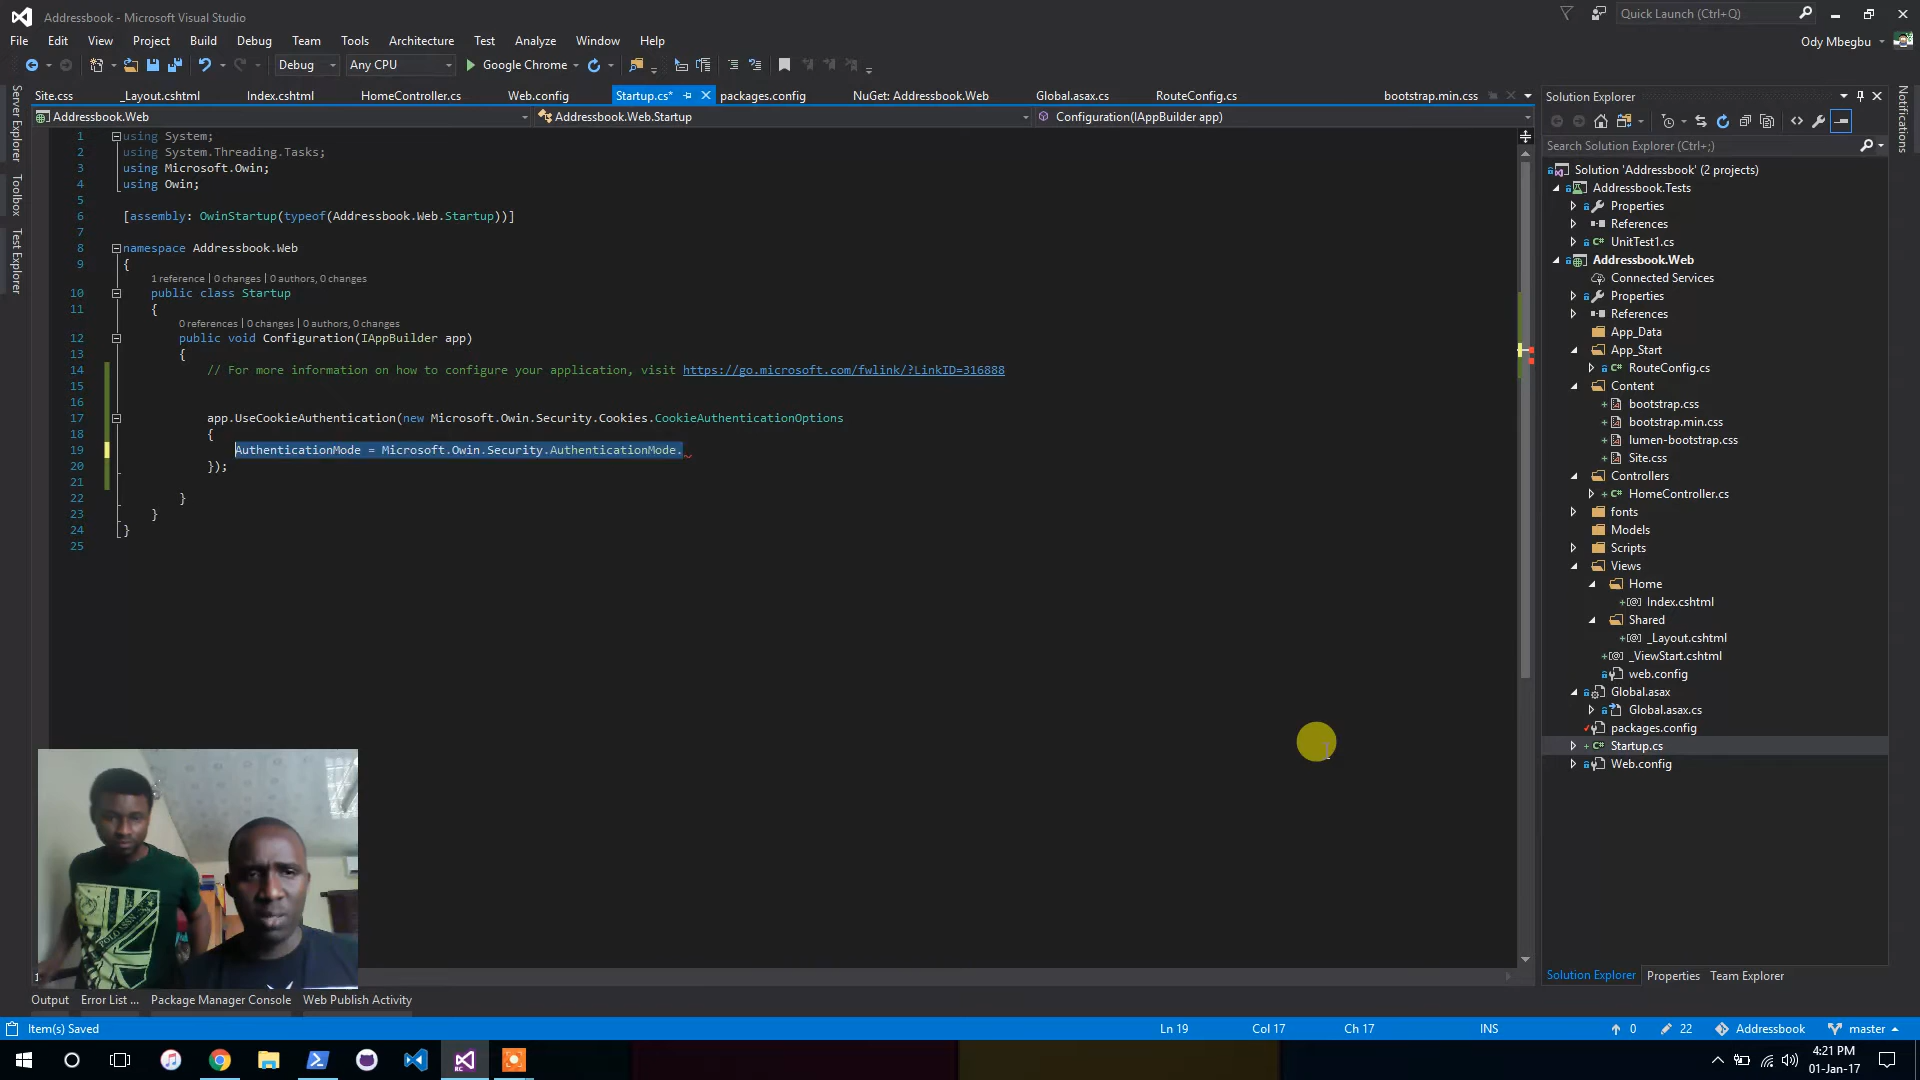 Addressbook - Microsoft Visual Studio
Quick Launch (Ctrl+Q)
File Edit View Project Build Debug Team Tools Architecture Test Analyze Window Help
Ody Mbegbu
Debug Any CPU Google Chrome
Site.css _Layout.cshtml Index.cshtml HomeController.cs Web.config Startup.cs* packages.config NuGet: Addressbook.Web Global.asax.cs RouteConfig.cs bootstrap.min.css
Addressbook.Web Addressbook.Web.Startup Configuration(IAppBuilder app)
Server Explorer
Toolbox
Test Explorer
1 using System;
2 using System.Threading.Tasks;
3 using Microsoft.Owin;
4 using Owin;
5
6 [assembly: OwinStartup(typeof(Addressbook.Web.Startup))]
7
8 namespace Addressbook.Web
9 {
1 reference | 0 changes | 0 authors, 0 changes
10 public class Startup
11 {
0 references | 0 changes | 0 authors, 0 changes
12 public void Configuration(IAppBuilder app)
13 {
14 // For more information on how to configure your application, visit https://go.microsoft.com/fwlink/?LinkID=316888
15
16
17 app.UseCookieAuthentication(new Microsoft.Owin.Security.Cookies.CookieAuthenticationOptions
18 {
19 AuthenticationMode = Microsoft.Owin.Security.AuthenticationMode.
20 });
21
22 }
23 }
24 }
25
POLO ASSN.
Solution Explorer
Search Solution Explorer (Ctrl+;)
Solution 'Addressbook' (2 projects)
Addressbook.Tests
Properties
References
C# UnitTest1.cs
Addressbook.Web
Connected Services
Properties
References
App_Data
App_Start
C# RouteConfig.cs
Content
bootstrap.css
bootstrap.min.css
lumen-bootstrap.css
Site.css
Controllers
C# HomeController.cs
fonts
Models
Scripts
Views
Home
Index.cshtml
Shared
_Layout.cshtml
_ViewStart.cshtml
web.config
Global.asax
Global.asax.cs
packages.config
C# Startup.cs
Web.config
Notifications
Solution Explorer Properties Team Explorer
Output Error List ... Package Manager Console Web Publish Activity
Item(s) Saved Ln 19 Col 17 Ch 17 INS 0 22 Addressbook master
RC
4:21 PM
01-Jan-17